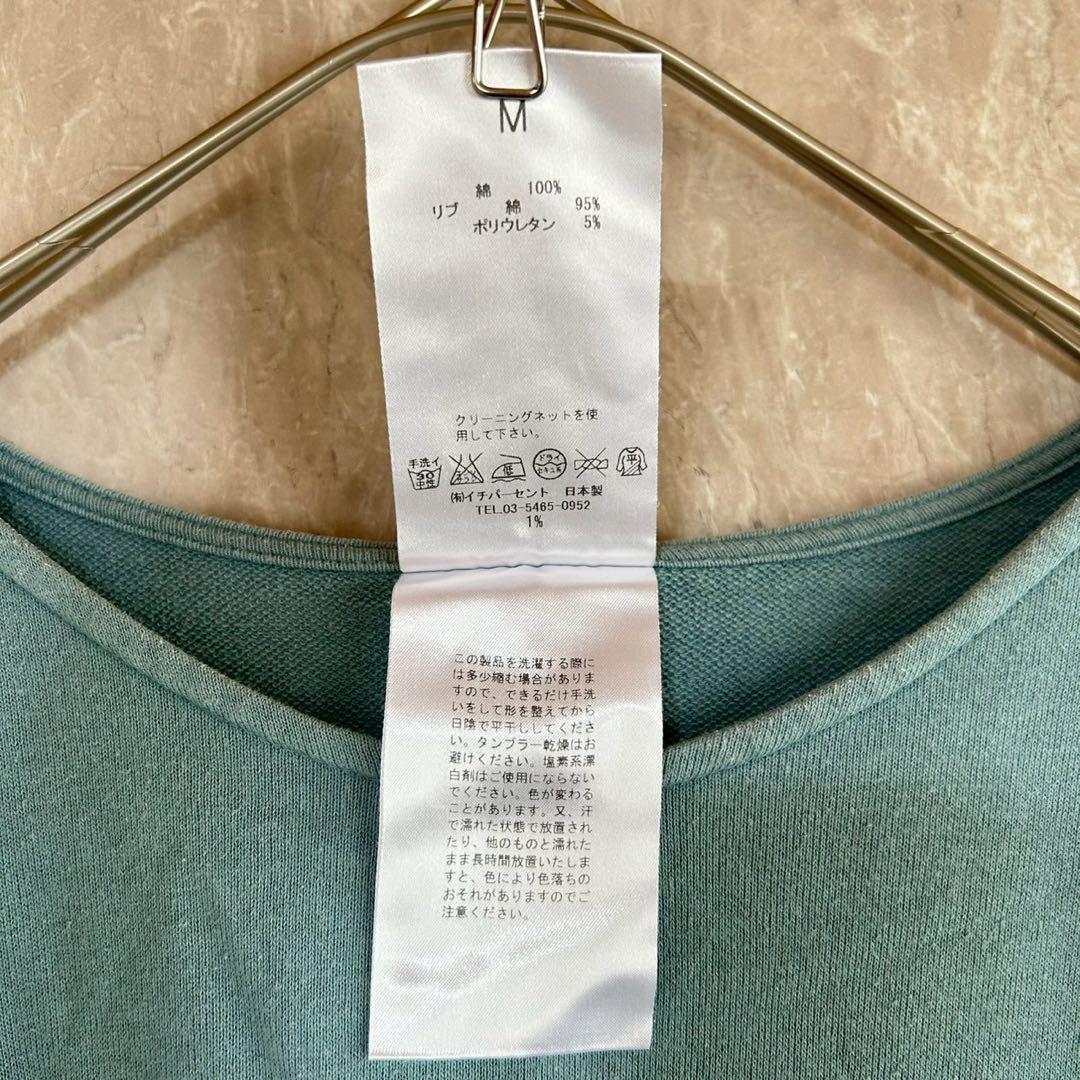 M
綿 100%
リブ 綿 95%
ポリウレタン 5%
クリーニングネットを使
用して下さい。
手洗イ
30
中性
低
ドライ
セキユ系
平
㈲イチパーセント 日本製
TEL.03-5465-0952
1%
この製品を洗濯する際に
は多少縮む場合がありま
すので、できるだけ手洗
いをして形を整えてから
日陰で平干ししてくださ
い。タンブラー乾燥はお
避けください。塩素系漂
白剤はご使用にならない
でください。色が変わる
ことがあります。又、汗
で濡れた状態で放置され
たり、他のものと濡れた
まま長時間放置いたしま
すと、色により色落ちの
おそれがありますのでご
注意ください。